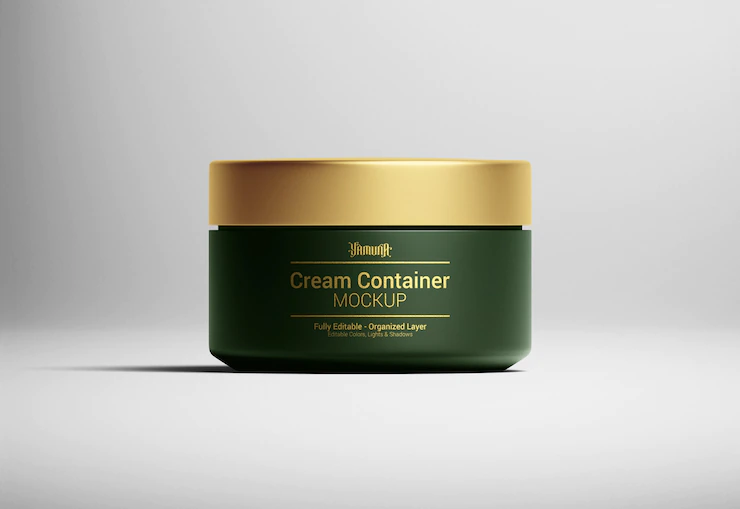 YAMUNA
Cream Container
MOCKUP
Fully Editable - Organized Layer
Editable Colors, Lights & Shadows